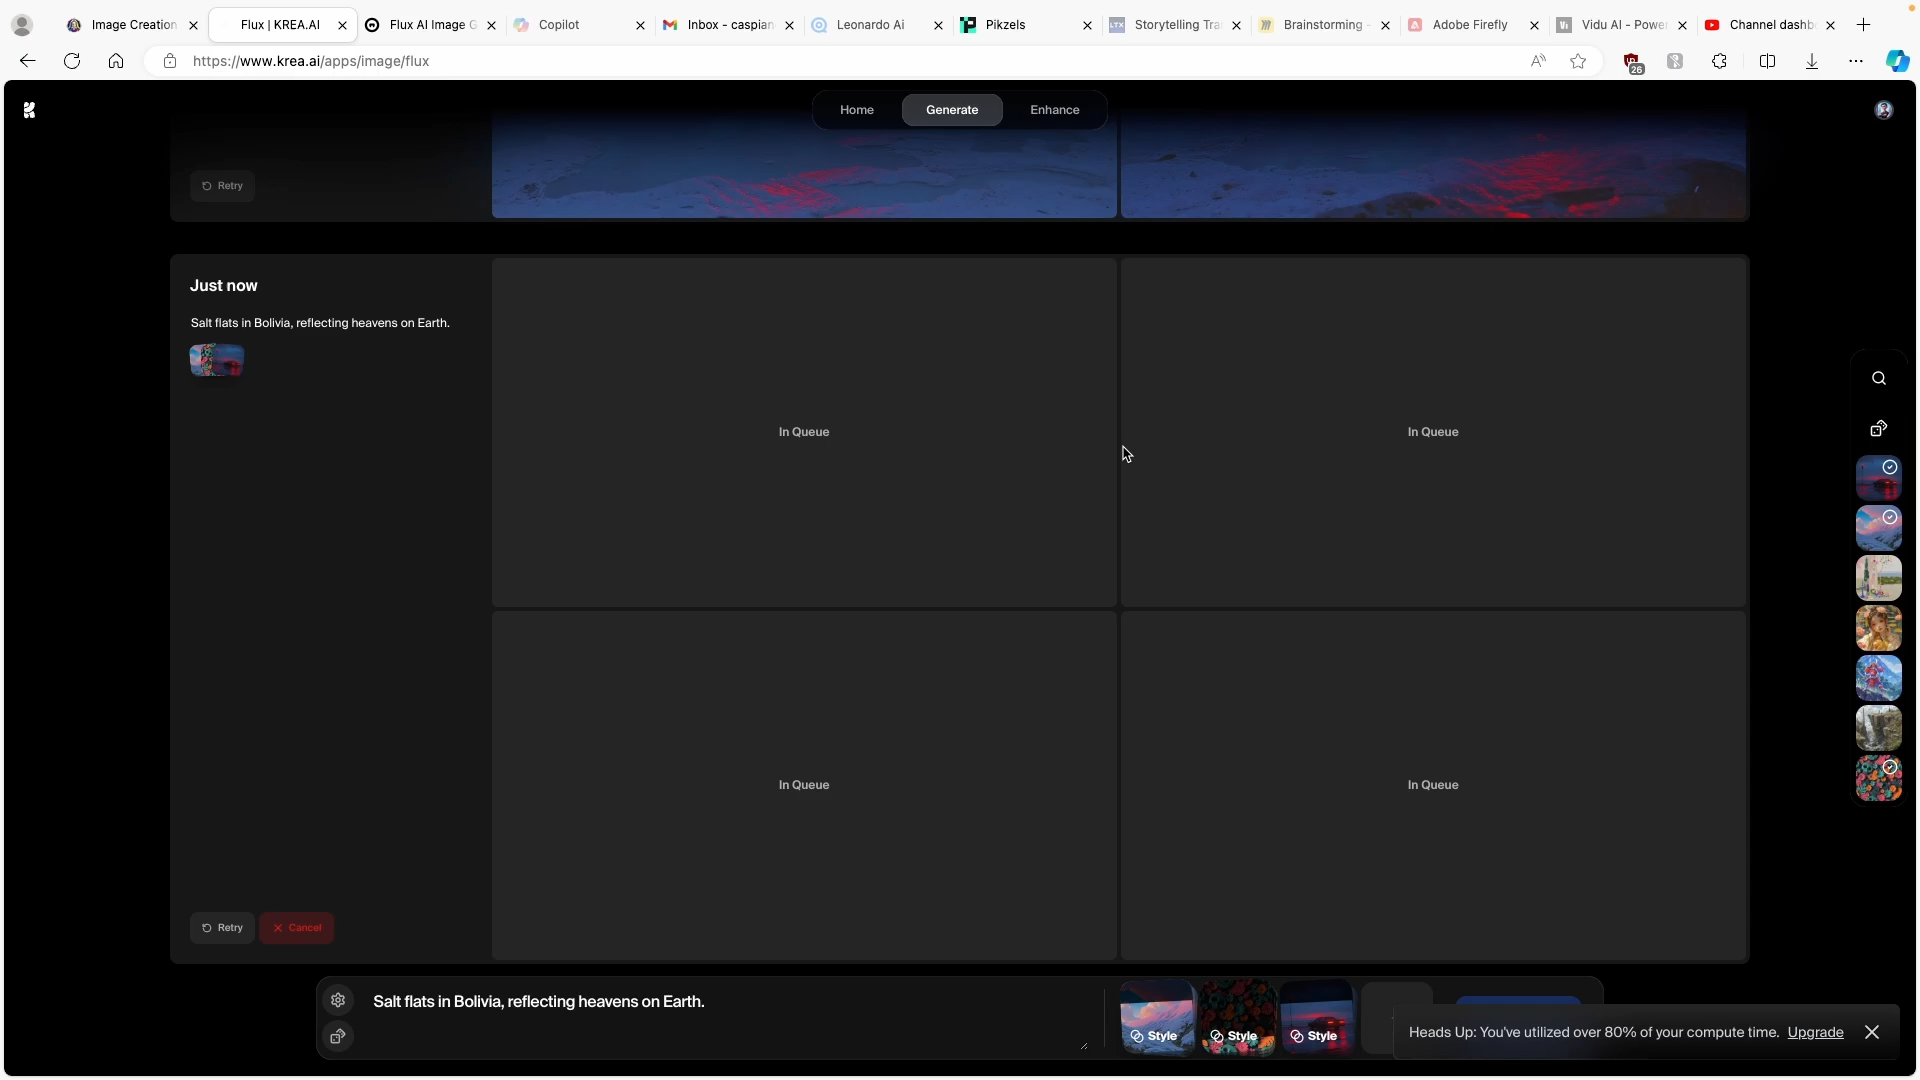 Image Creation
Flux | KREA.AI
Flux AI Image G
Copilot
Inbox - caspian
Leonardo Ai
Pikzels
Storytelling Tra
Brainstorming -
Adobe Firefly
Vidu AI - Power
Channel dashb
https://www.krea.ai/apps/image/flux
26
Home
Generate
Enhance
Retry
Just now
Salt flats in Bolivia, reflecting heavens on Earth.
In Queue
In Queue
In Queue
In Queue
Retry
Cancel
Salt flats in Bolivia, reflecting heavens on Earth.
Style
Style
Style
Heads Up: You've utilized over 80% of your compute time. Upgrade